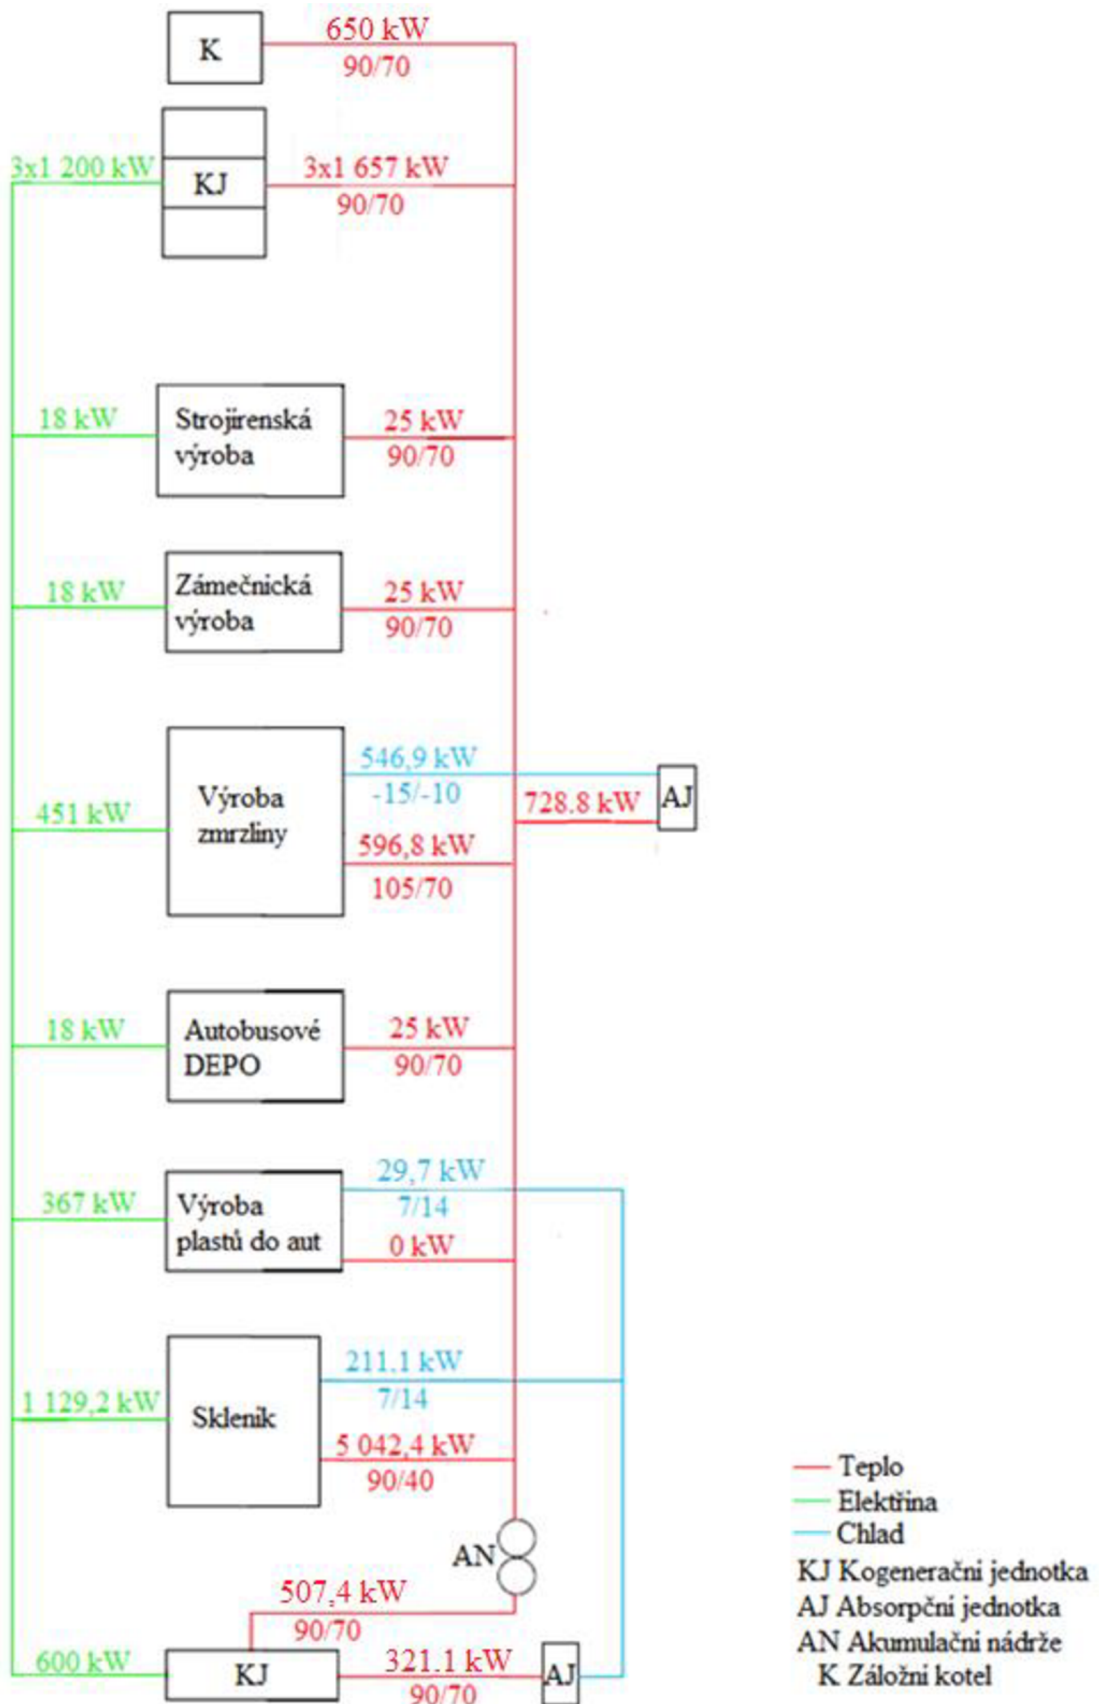 650 kW
K
90/70
3x1 200 kW
KJ
3x1 657 kW
90/70
18 kW
Strojírenská
výroba
25 kW
90/70
18 kW
Zámečnická
výroba
25 kW
90/70
546,9 kW
-15/-10
451 kW
Výroba
zmrzliny
728.8 kW
AJ
596,8 kW
105/70
18 kW
Autobusové
DEPO
25 kW
90/70
29,7 kW
7/14
367 kW
Výroba
plastů do aut
0 kW
211,1 kW
7/14
1 129,2 kW
Skleník
5 042,4 kW
90/40
AN
507,4 kW
90/70
600 kW
KJ
321.1 kW
90/70
AJ
Teplo
Elektřina
Chlad
KJ Kogenerační jednotka
AJ Absorpční jednotka
AN Akumulační nádrže
K Záložní kotel